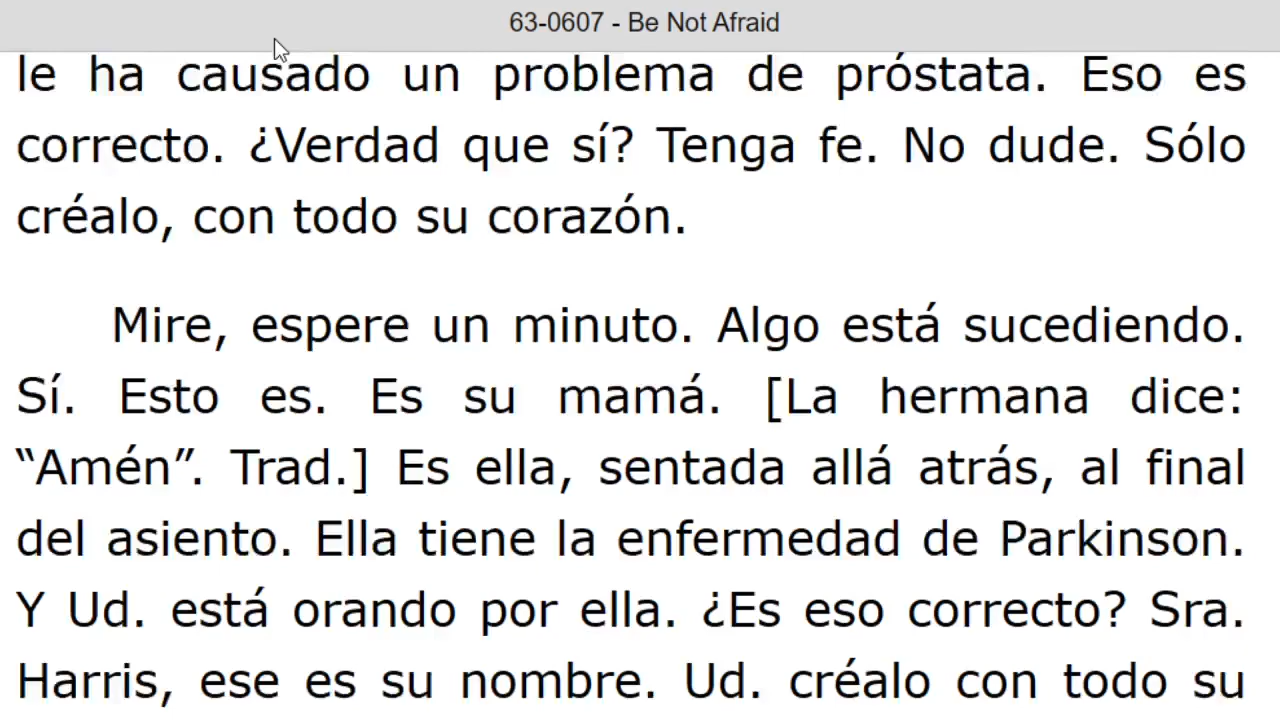 63-0607 - Be Not Afraid
le ha causado un problema de próstata. Eso es
correcto. ¿Verdad que sí? Tenga fe. No dude. Sólo
créalo, con todo su corazón.
Mire, espere un minuto. Algo está sucediendo.
Sí. Esto es. Es su mamá. [La hermana dice:
“Amén”. Trad.] Es ella, sentada allá atrás, al final
del asiento. Ella tiene la enfermedad de Parkinson.
Y Ud. está orando por ella. ¿Es eso correcto? Sra.
Harris, ese es su nombre. Ud. créalo con todo su